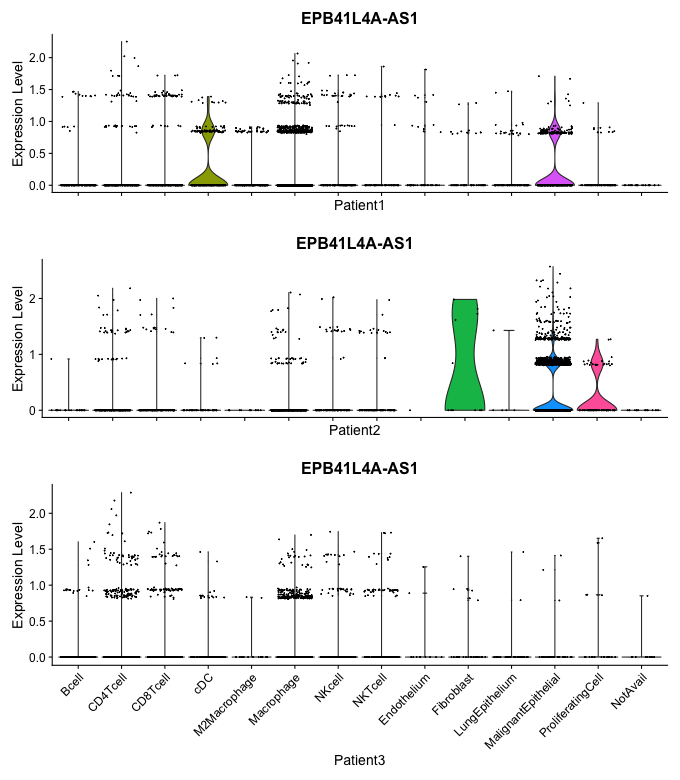 EPB41L4A-AS1
Expression Level
2.0
1.5
1.0
0.5
0.0
Patient1
EPB41L4A-AS1
Expression Level
2
1
0
Patient2
EPB41L4A-AS1
Expression Level
2.0
1.5
1.0
0.5
0.0
Bcell
CD4Tcell
CD8Tcell
cDC
M2Macrophage
Macrophage
NKcell
NKTcell
Endothelium
Fibroblast
LungEpithelium
MalignantEpithelial
ProliferatingCell
NotAvail
Patient3